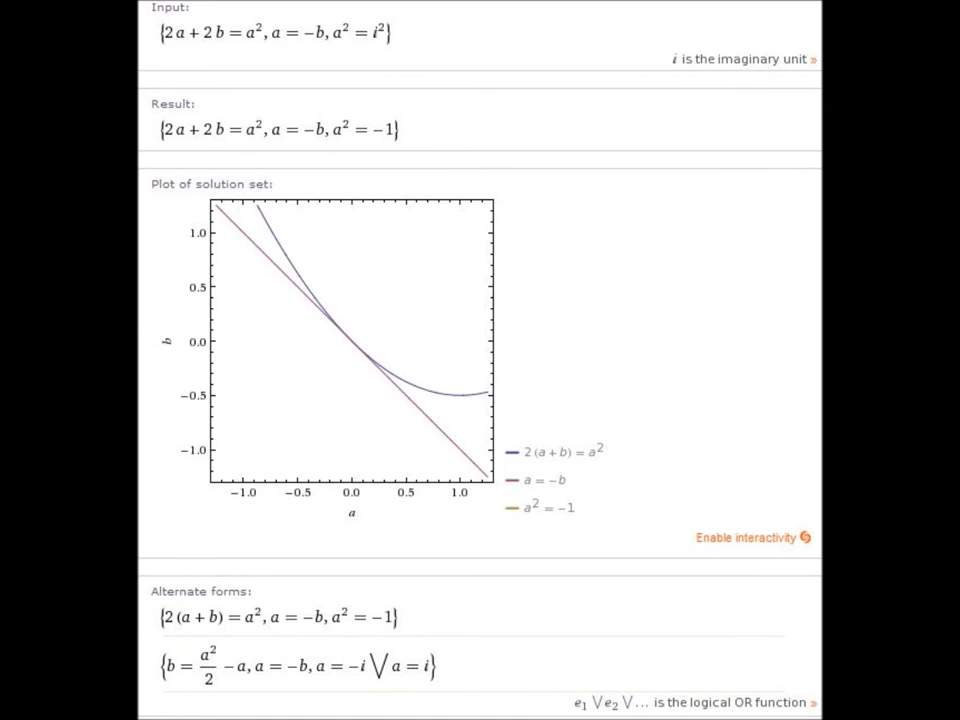 Input:
{2 a + 2 b = a², a = −b, a² = i²}
i is the imaginary unit »
Result:
{2 a + 2 b = a², a = −b, a² = −1}
Plot of solution set:
1.0
0.5
b
0.0
−0.5
−1.0
−1.0 −0.5 0.0 0.5 1.0
a
2 (a + b) = a²
a = −b
a² = −1
Enable interactivity
Alternate forms:
{2 (a + b) = a², a = −b, a² = −1}
{b = a²/2 − a, a = −b, a = −i ⋁ a = i}
e₁ ⋁ e₂ ⋁ ... is the logical OR function »